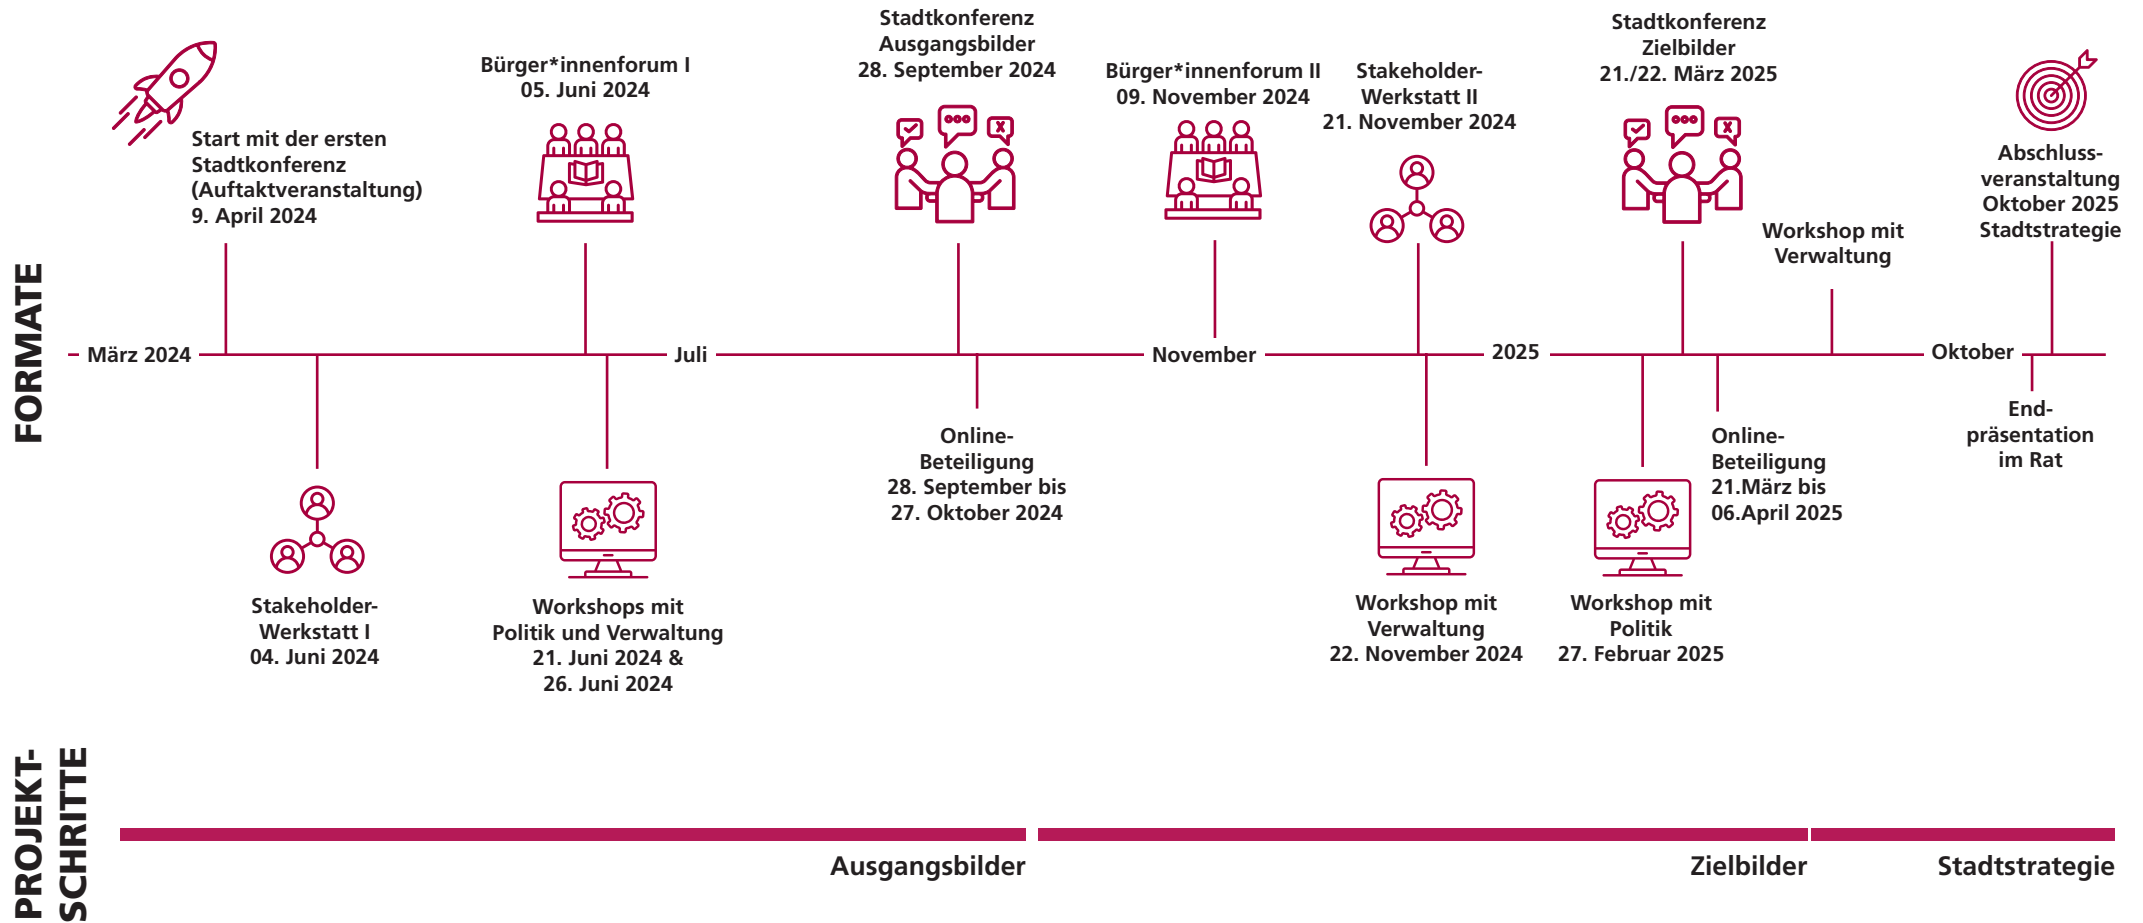 FORMATE
Start mit der ersten
Stadtkonferenz
(Auftaktveranstaltung)
9. April 2024
Bürger*innenforum I
05. Juni 2024
Stadtkonferenz
Ausgangsbilder
28. September 2024
Bürger*innenforum II
09. November 2024
Stakeholder-
Werkstatt II
21. November 2024
Stadtkonferenz
Zielbilder
21./22. März 2025
Workshop mit
Verwaltung
Abschluss-
veranstaltung
Oktober 2025
Stadtstrategie
März 2024
Juli
November
2025
Oktober
Stakeholder-
Werkstatt I
04. Juni 2024
Workshops mit
Politik und Verwaltung
21. Juni 2024 &
26. Juni 2024
Online-
Beteiligung
28. September bis
27. Oktober 2024
Workshop mit
Verwaltung
22. November 2024
Workshop mit
Politik
27. Februar 2025
Online-
Beteiligung
21.März bis
06.April 2025
End-
präsentation
im Rat
PROJEKT-
SCHRITTE
Ausgangsbilder
Zielbilder
Stadtstrategie